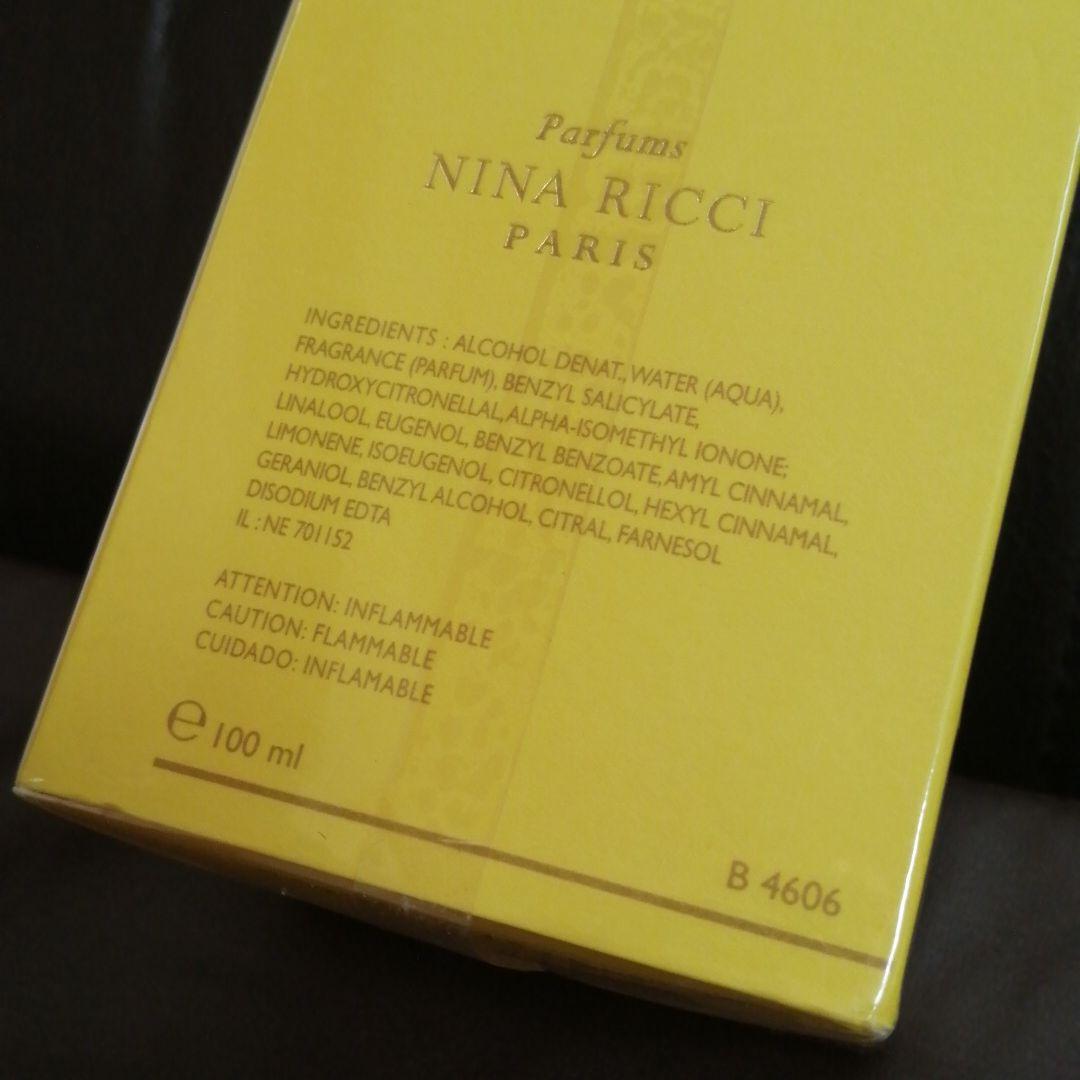 Parfums
NINA RICCI
PARIS
INGREDIENTS : ALCOHOL DENAT., WATER (AQUA),
FRAGRANCE (PARFUM), BENZYL SALICYLATE,
HYDROXYCITRONELLAL, ALPHA-ISOMETHYL IONONE;
LINALOOL, EUGENOL, BENZYL BENZOATE, AMYL CINNAMAL,
LIMONENE, ISOEUGENOL, CITRONELLOL, HEXYL CINNAMAL,
GERANIOL, BENZYL ALCOHOL, CITRAL, FARNESOL
DISODIUM EDTA
IL : NE 701152
ATTENTION: INFLAMMABLE
CAUTION: FLAMMABLE
CUIDADO: INFLAMABLE
e 100 ml
B 4606